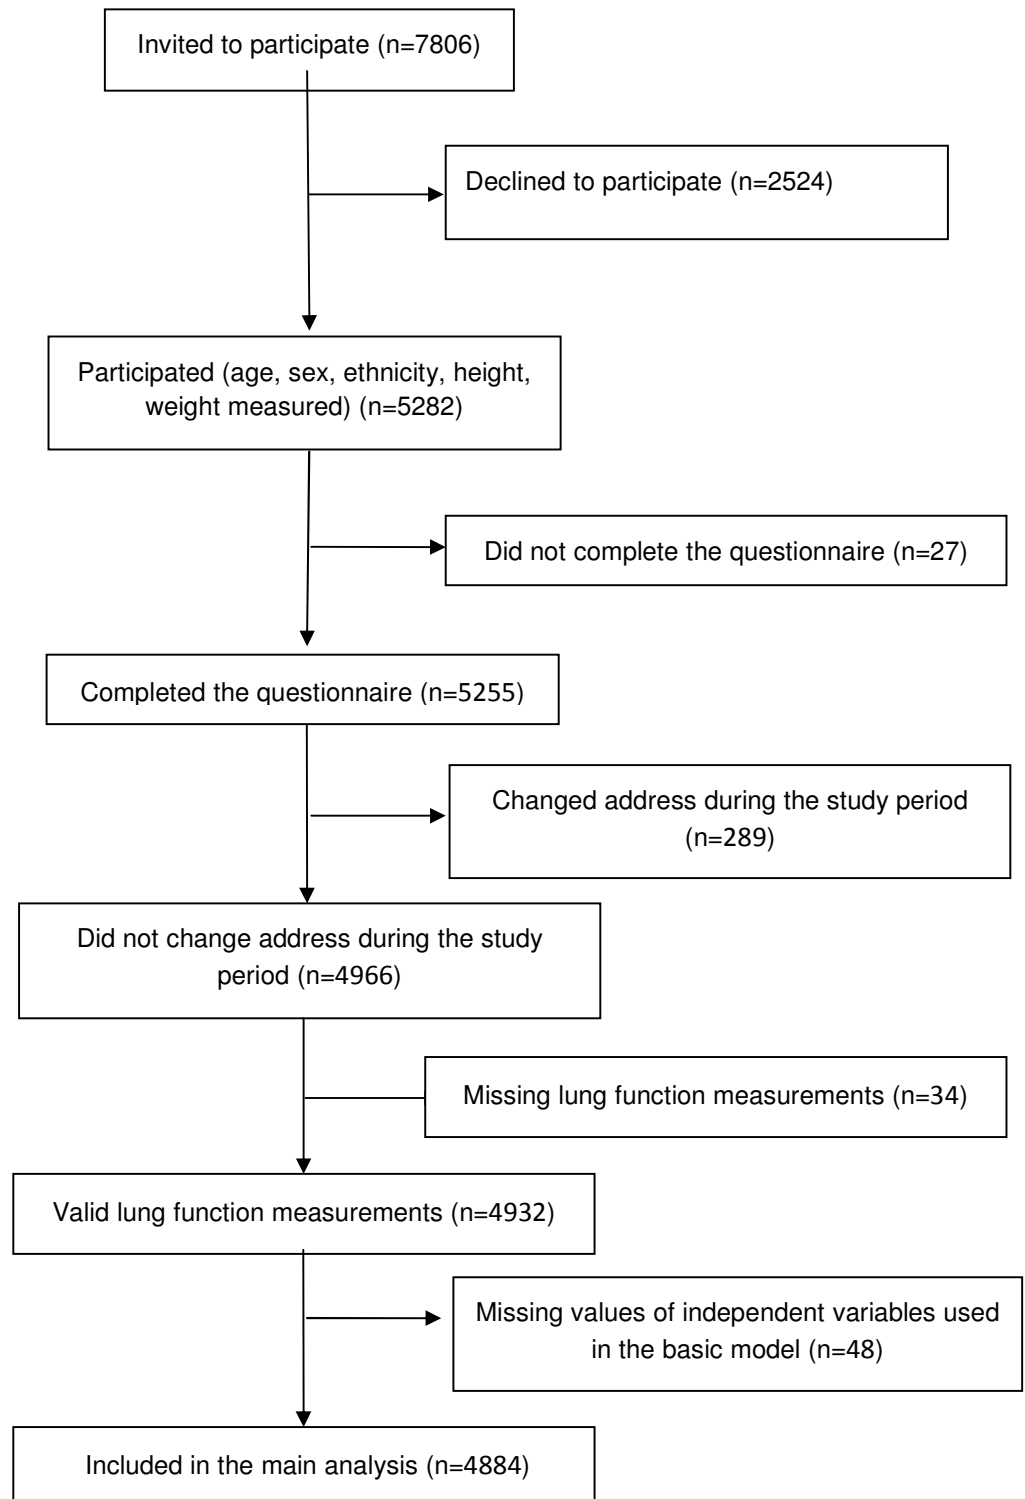 Invited to participate (n=7806)
Declined to participate (n=2524)
Participated (age, sex, ethnicity, height,
weight measured) (n=5282)
Did not complete the questionnaire (n=27)
Completed the questionnaire (n=5255)
Changed address during the study period
(n=289)
Did not change address during the study
period (n=4966)
Missing lung function measurements (n=34)
Valid lung function measurements (n=4932)
Missing values of independent variables used
in the basic model (n=48)
Included in the main analysis (n=4884)